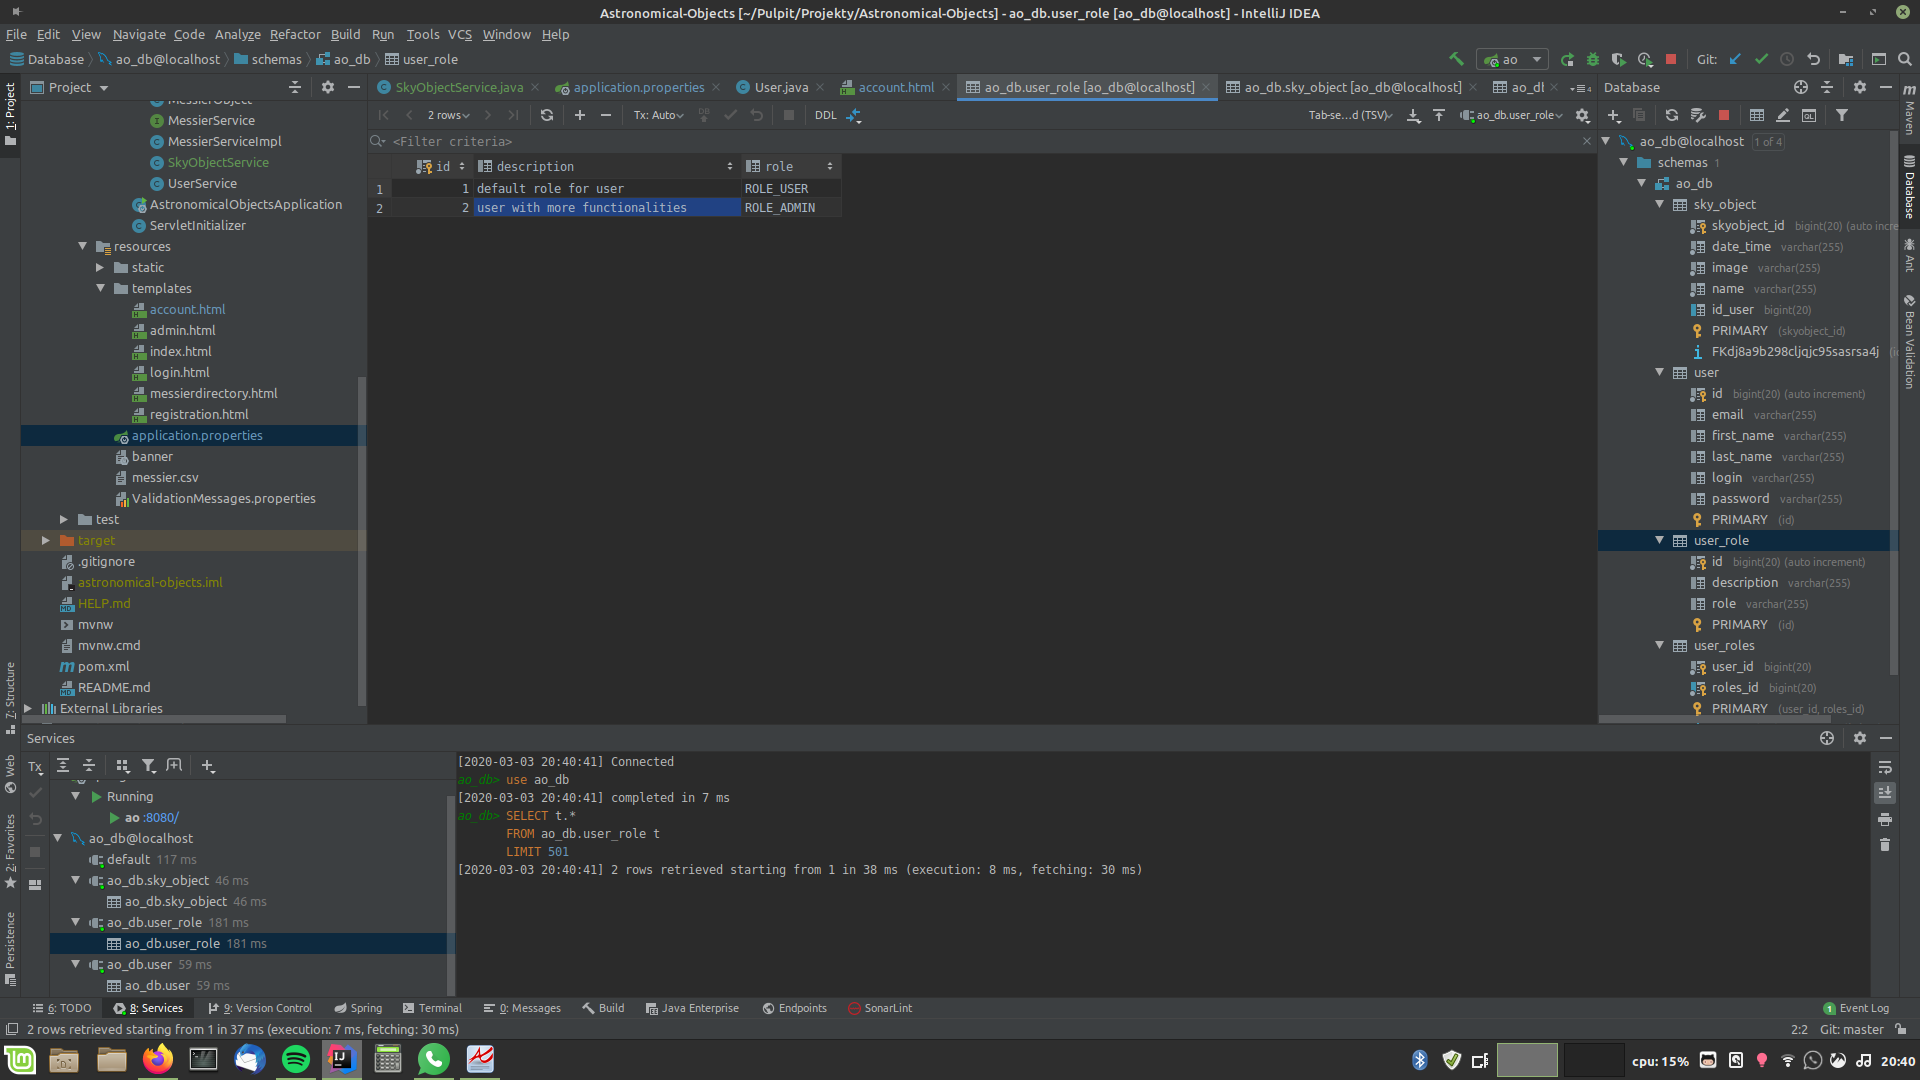 Astronomical-Objects [~/Pulpit/Projekty/Astronomical-Objects] - ao_db.user_role [ao_db@localhost] - IntelliJ IDEA
File Edit View Navigate Code Analyze Refactor Build Run Tools VCS Window Help
Database ao_db@localhost schemas ao_db user_role
ao Git:
Project
SkyObjectService.java application.properties User.java account.html ao_db.user_role [ao_db@localhost] ao_db.sky_object [ao_db@localhost]
Database
2 rows Tx: Auto DB DDL Tab-se...d (TSV) ao_db.user_role
<Filter criteria>
id description role
1 1 default role for user ROLE_USER
2 2 user with more functionalities ROLE_ADMIN
1: Project
7: Structure
Web
2: Favorites
Persistence
MessierObject
MessierService
MessierServiceImpl
SkyObjectService
UserService
AstronomicalObjectsApplication
ServletInitializer
resources
static
templates
account.html
admin.html
index.html
login.html
messierdirectory.html
registration.html
application.properties
banner
messier.csv
ValidationMessages.properties
test
target
.gitignore
astronomical-objects.iml
HELP.md
mvnw
mvnw.cmd
pom.xml
README.md
External Libraries
ao_db@localhost 1 of 4
schemas 1
ao_db
sky_object
skyobject_id bigint(20) (auto incre
date_time varchar(255)
image varchar(255)
name varchar(255)
id_user bigint(20)
PRIMARY (skyobject_id)
FKdj8a9b298cljqjc95sasrsa4j
user
id bigint(20) (auto increment)
email varchar(255)
first_name varchar(255)
last_name varchar(255)
login varchar(255)
password varchar(255)
PRIMARY (id)
user_role
id bigint(20) (auto increment)
description varchar(255)
role varchar(255)
PRIMARY (id)
user_roles
user_id bigint(20)
roles_id bigint(20)
PRIMARY (user_id, roles_id)
Maven
Database
Ant
Bean Validation
Services
Tx
Running
ao :8080/
ao_db@localhost
default 117 ms
ao_db.sky_object 46 ms
ao_db.sky_object 46 ms
ao_db.user_role 181 ms
ao_db.user_role 181 ms
ao_db.user 59 ms
ao_db.user 59 ms
[2020-03-03 20:40:41] Connected
ao_db> use ao_db
[2020-03-03 20:40:41] completed in 7 ms
ao_db> SELECT t.*
FROM ao_db.user_role t
LIMIT 501
[2020-03-03 20:40:41] 2 rows retrieved starting from 1 in 38 ms (execution: 8 ms, fetching: 30 ms)
6: TODO 8: Services 9: Version Control Spring Terminal 0: Messages Build Java Enterprise Endpoints SonarLint 1 Event Log
2 rows retrieved starting from 1 in 37 ms (execution: 7 ms, fetching: 30 ms) 2:2 Git: master
cpu: 15% 20:40